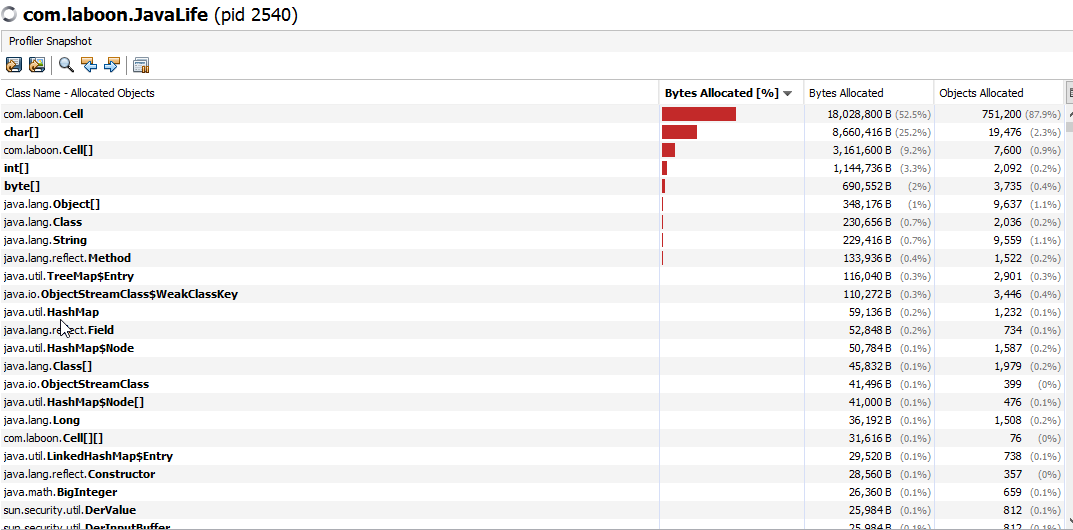 com.laboon.JavaLife (pid 2540)
Profiler Snapshot
Class Name - Allocated Objects Bytes Allocated [%] Bytes Allocated Objects Allocated
com.laboon.Cell 18,028,800 B (52.5%) 751,200 (87.9%)
char[] 8,660,416 B (25.2%) 19,476 (2.3%)
com.laboon.Cell[] 3,161,600 B (9.2%) 7,600 (0.9%)
int[] 1,144,736 B (3.3%) 2,092 (0.2%)
byte[] 690,552 B (2%) 3,735 (0.4%)
java.lang.Object[] 348,176 B (1%) 9,637 (1.1%)
java.lang.Class 230,656 B (0.7%) 2,036 (0.2%)
java.lang.String 229,416 B (0.7%) 9,559 (1.1%)
java.lang.reflect.Method 133,936 B (0.4%) 1,522 (0.2%)
java.util.TreeMap$Entry 116,040 B (0.3%) 2,901 (0.3%)
java.io.ObjectStreamClass$WeakClassKey 110,272 B (0.3%) 3,446 (0.4%)
java.util.HashMap 59,136 B (0.2%) 1,232 (0.1%)
java.lang.reflect.Field 52,848 B (0.2%) 734 (0.1%)
java.util.HashMap$Node 50,784 B (0.1%) 1,587 (0.2%)
java.lang.Class[] 45,832 B (0.1%) 1,979 (0.2%)
java.io.ObjectStreamClass 41,496 B (0.1%) 399 (0%)
java.util.HashMap$Node[] 41,000 B (0.1%) 476 (0.1%)
java.lang.Long 36,192 B (0.1%) 1,508 (0.2%)
com.laboon.Cell[][] 31,616 B (0.1%) 76 (0%)
java.util.LinkedHashMap$Entry 29,520 B (0.1%) 738 (0.1%)
java.lang.reflect.Constructor 28,560 B (0.1%) 357 (0%)
java.math.BigInteger 26,360 B (0.1%) 659 (0.1%)
sun.security.util.DerValue 25,984 B (0.1%) 812 (0.1%)
sun.security.util.DerInputBuffer 25,984 B (0.1%) 812 (0.1%)